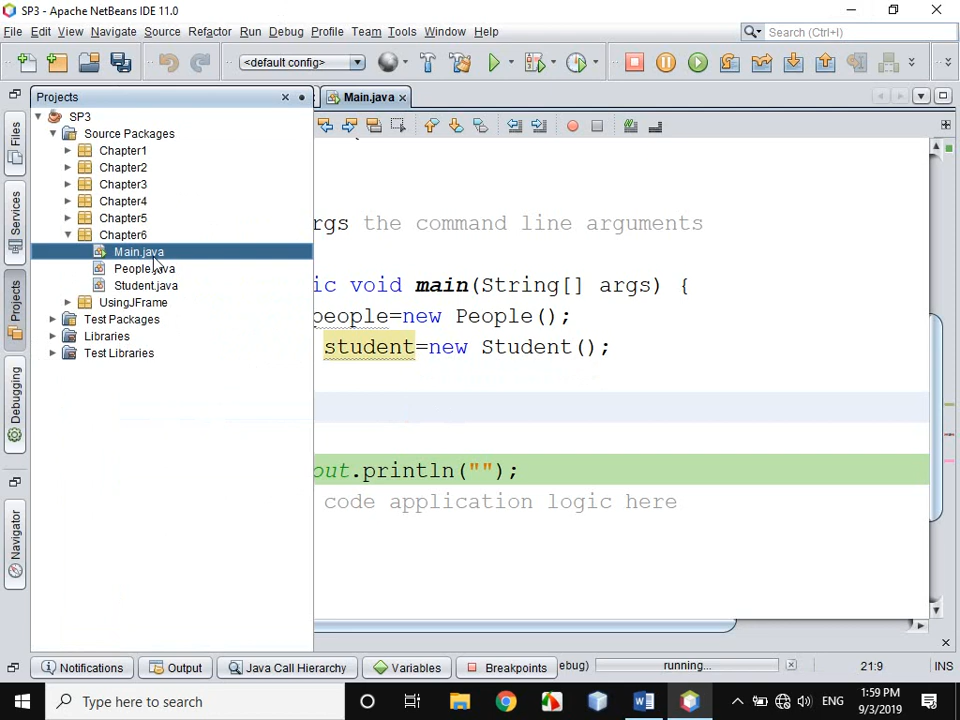 SP3 - Apache NetBeans IDE 11.0
File Edit View Navigate Source Refactor Run Debug Profile Team Tools Window Help
Search (Ctrl+I)
<default config>
Projects
Main.java
Files
Services
Projects
Debugging
Navigator
SP3
Source Packages
Chapter1
Chapter2
Chapter3
Chapter4
Chapter5
Chapter6
Main.java
People.java
Student.java
UsingJFrame
Test Packages
Libraries
Test Libraries
rgs the command line arguments
ic void main(String[] args) {
people=new People();
student=new Student();
out.println("");
code application logic here
Notifications Output Java Call Hierarchy Variables Breakpoints
ebug) running... 21:9 INS
Type here to search
ENG
1:59 PM
9/3/2019